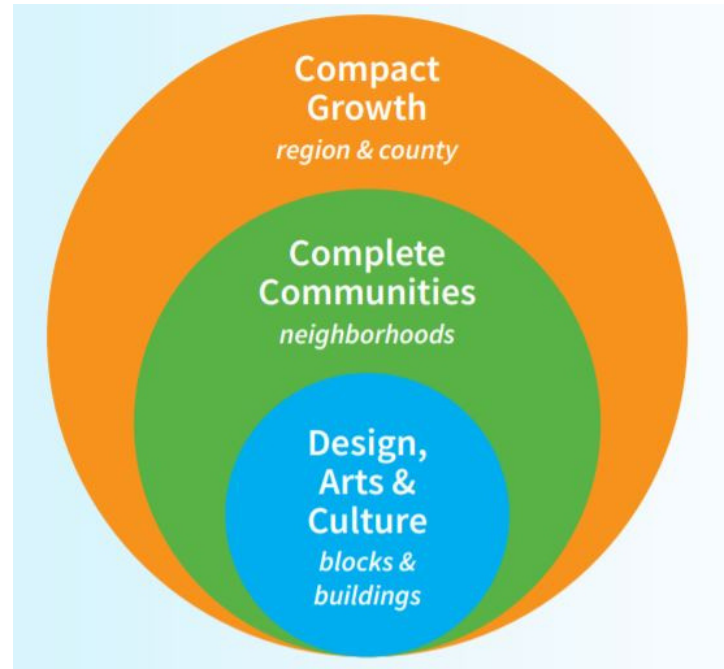 Compact
Growth
region & county
Complete
Communities
neighborhoods
Design,
Arts &
Culture
blocks &
buildings